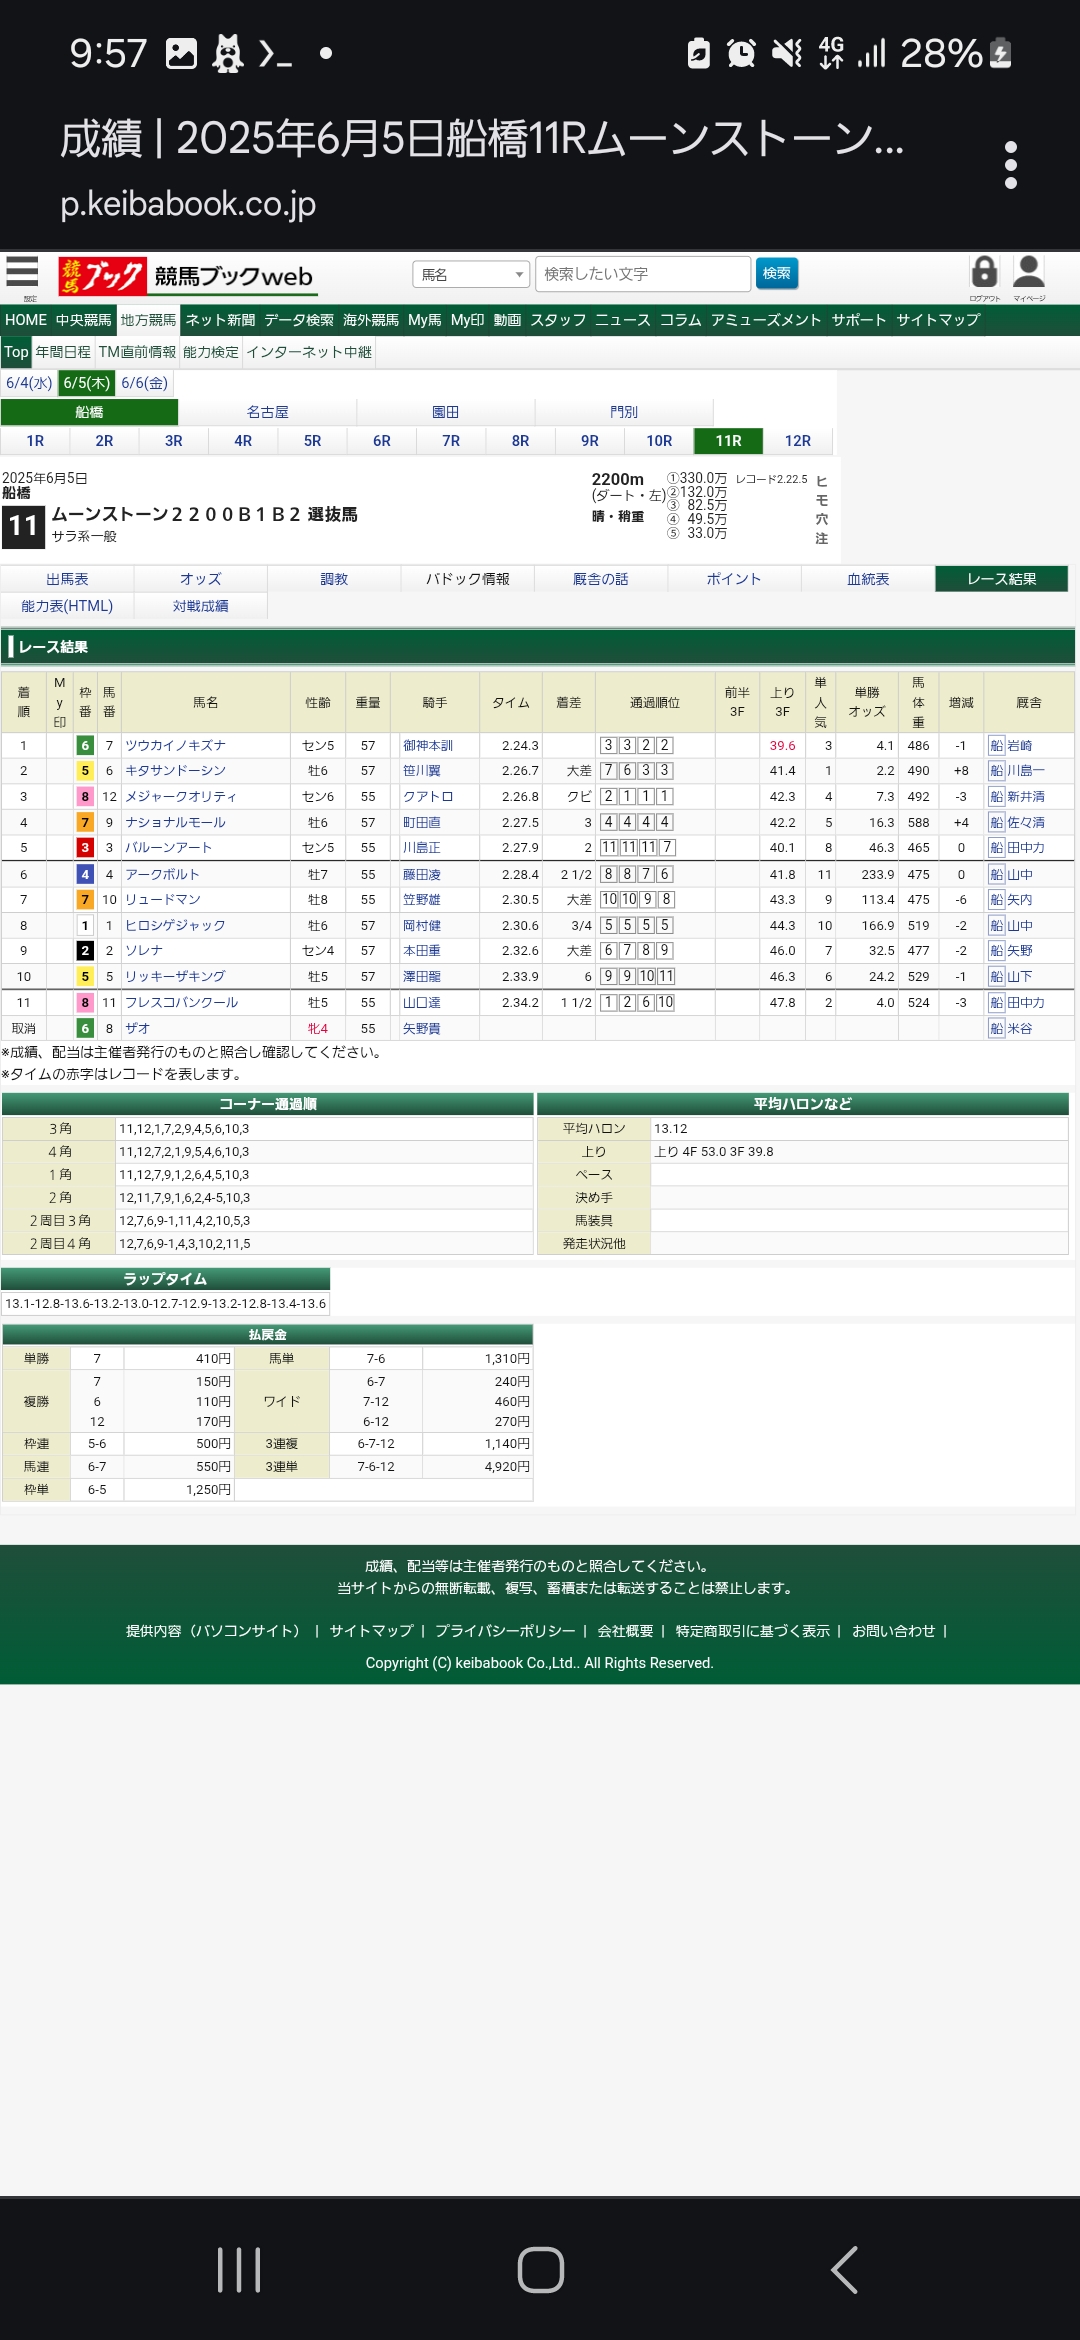 9:57 4G 28%
成績 | 2025年6月5日船橋11Rムーンストーン...
p.keibabook.co.jp
設定 競馬ブック 競馬ブックweb 馬名 検索したい文字 検索 ログアウト マイページ
HOME 中央競馬 地方競馬 ネット新聞 データ検索 海外競馬 My馬 My印 動画 スタッフ ニュース コラム アミューズメント サポート サイトマップ
Top 年間日程 TM直前情報 能力検定 インターネット中継
6/4(水) 6/5(木) 6/6(金)
船橋 名古屋 園田 門別
1R 2R 3R 4R 5R 6R 7R 8R 9R 10R 11R 12R
2025年6月5日
船橋
11 ムーンストーン２２００Ｂ１Ｂ２ 選抜馬
サラ系一般
2200m
(ダート・左)
晴・稍重
①330.0万
②132.0万
③ 82.5万
④ 49.5万
⑤ 33.0万
レコード2.22.5
ヒモ穴注
出馬表 オッズ 調教 パドック情報 厩舎の話 ポイント 血統表 レース結果
能力表(HTML) 対戦成績
レース結果
着順 My印 枠番 馬番 馬名 性齢 重量 騎手 タイム 着差 通過順位 前半3F 上り3F 単人気 単勝オッズ 馬体重 増減 厩舎
1 6 7 ツウカイノキズナ セン5 57 御神本訓 2.24.3 3 3 2 2 39.6 3 4.1 486 -1 船 岩崎
2 5 6 キタサンドーシン 牡6 57 笹川翼 2.26.7 大差 7 6 3 3 41.4 1 2.2 490 +8 船 川島一
3 8 12 メジャークオリティ セン6 55 クアトロ 2.26.8 クビ 2 1 1 1 42.3 4 7.3 492 -3 船 新井清
4 7 9 ナショナルモール 牡6 57 町田直 2.27.5 3 4 4 4 4 42.2 5 16.3 588 +4 船 佐々清
5 3 3 バルーンアート セン5 55 川島正 2.27.9 2 11 11 11 7 40.1 8 46.3 465 0 船 田中力
6 4 4 アークボルト 牡7 55 藤田凌 2.28.4 2 1/2 8 8 7 6 41.8 11 233.9 475 0 船 山中
7 7 10 リュードマン 牡8 55 笠野雄 2.30.5 大差 10 10 9 8 43.3 9 113.4 475 -6 船 矢内
8 1 1 ヒロシゲジャック 牡6 57 岡村健 2.30.6 3/4 5 5 5 5 44.3 10 166.9 519 -2 船 山中
9 2 2 ソレナ セン4 57 本田重 2.32.6 大差 6 7 8 9 46.0 7 32.5 477 -2 船 矢野
10 5 5 リッキーザキング 牡5 57 澤田龍 2.33.9 6 9 9 10 11 46.3 6 24.2 529 -1 船 山下
11 8 11 フレスコバンクール 牡5 55 山口達 2.34.2 1 1/2 1 2 6 10 47.8 2 4.0 524 -3 船 田中力
取消 6 8 ザオ 牝4 55 矢野貴 船 米谷
※成績、配当は主催者発行のものと照合し確認してください。
※タイムの赤字はレコードを表します。
コーナー通過順
３角 11,12,1,7,2,9,4,5,6,10,3
４角 11,12,7,2,1,9,5,4,6,10,3
１角 11,12,7,9,1,2,6,4,5,10,3
２角 12,11,7,9,1,6,2,4-5,10,3
２周目３角 12,7,6,9-1,11,4,2,10,5,3
２周目４角 12,7,6,9-1,4,3,10,2,11,5
平均ハロンなど
平均ハロン 13.12
上り 上り 4F 53.0 3F 39.8
ペース
決め手
馬装具
発走状況他
ラップタイム
13.1-12.8-13.6-13.2-13.0-12.7-12.9-13.2-12.8-13.4-13.6
払戻金
単勝 7 410円 馬単 7-6 1,310円
複勝 7 150円 ワイド 6-7 240円
6 110円 7-12 460円
12 170円 6-12 270円
枠連 5-6 500円 3連複 6-7-12 1,140円
馬連 6-7 550円 3連単 7-6-12 4,920円
枠単 6-5 1,250円
成績、配当等は主催者発行のものと照合してください。
当サイトからの無断転載、複写、蓄積または転送することは禁止します。
提供内容（パソコンサイト） | サイトマップ | プライバシーポリシー | 会社概要 | 特定商取引に基づく表示 | お問い合わせ |
Copyright (C) keibabook Co.,Ltd.. All Rights Reserved.